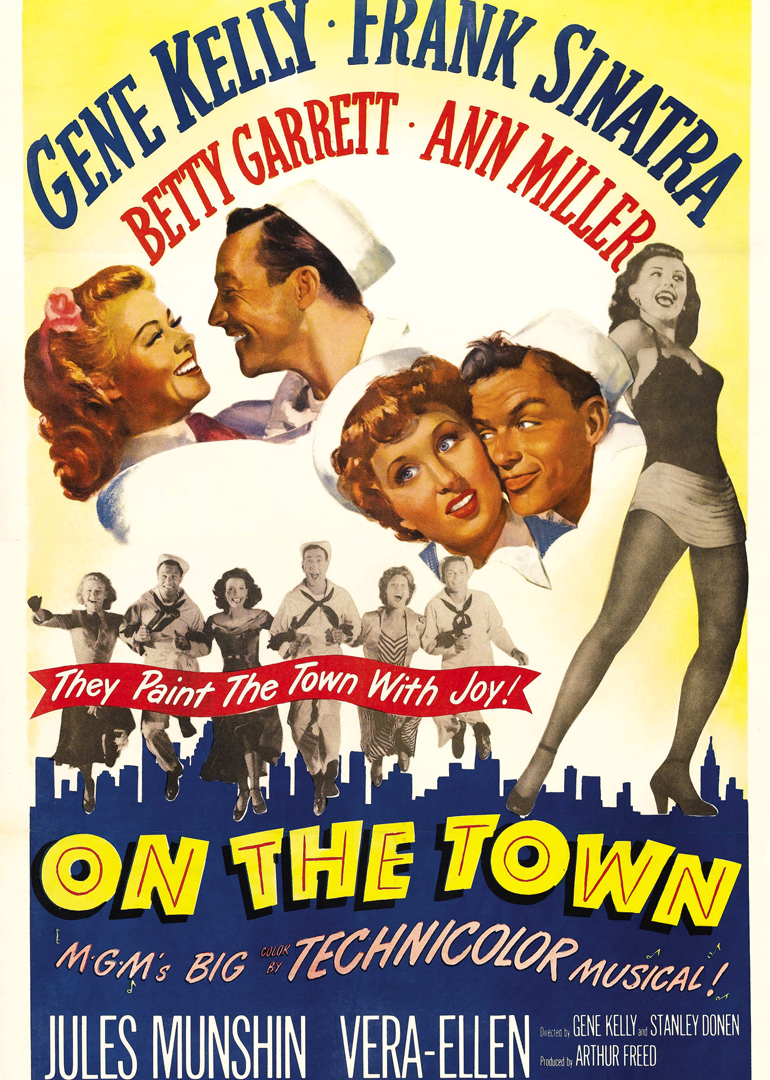 GENE KELLY · FRANK SINATRA
BETTY GARRETT · ANN MILLER
They Paint The Town With Joy!
ON THE TOWN
M·G·M's BIG COLOR BY TECHNICOLOR MUSICAL!
JULES MUNSHIN VERA-ELLEN
Directed by GENE KELLY and STANLEY DONEN
Produced by ARTHUR FREED